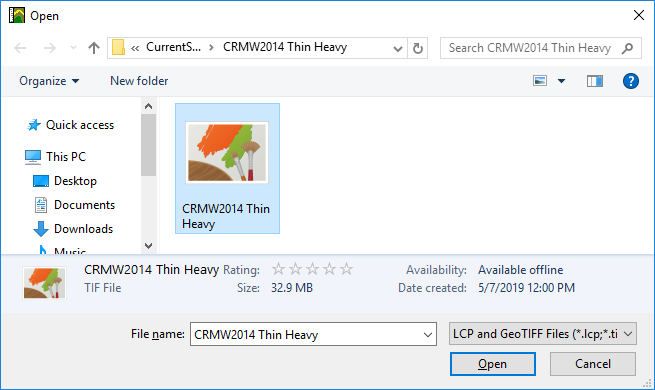 Open
« CurrentS... > CRMW2014 Thin Heavy
Search CRMW2014 Thin Heavy
Organize
New folder
?
Quick access
This PC
Desktop
Documents
Downloads
Music
CRMW2014 Thin
Heavy
CRMW2014 Thin Heavy Rating: Availability: Available offline
TIF File Size: 32.9 MB Date created: 5/7/2019 12:00 PM
File name: CRMW2014 Thin Heavy LCP and GeoTIFF Files (*.lcp;*.ti
Open Cancel